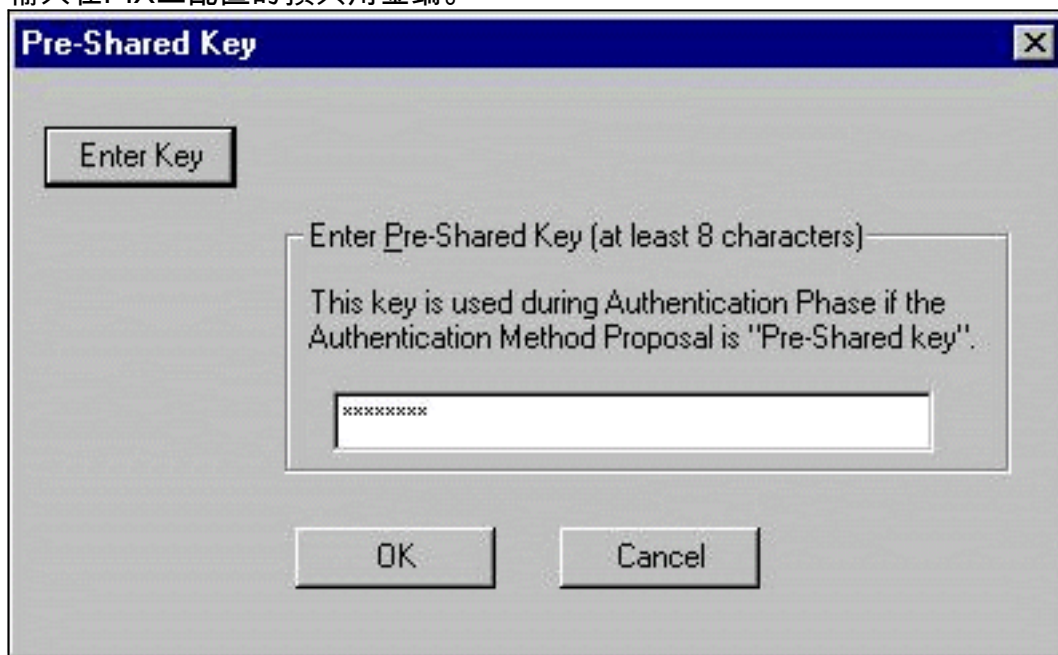 Pre-Shared Key
Enter Key
Enter Pre-Shared Key (at least 8 characters)
This key is used during Authentication Phase if the
Authentication Method Proposal is "Pre-Shared key".
xxxxxxxx
OK
Cancel